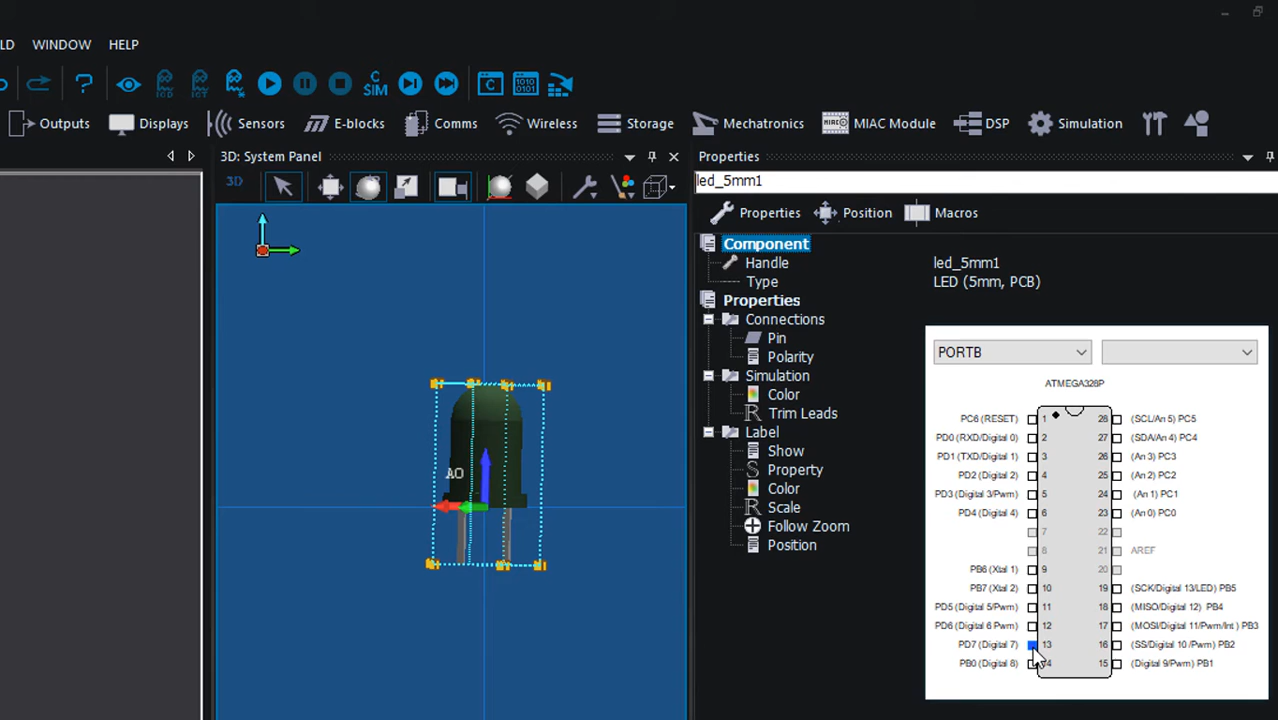 LD WINDOW HELP
?
ICD ICT C SIM C 1010 0101
Outputs Displays Sensors E-blocks Comms Wireless Storage Mechatronics MIAC MIAC Module DSP Simulation
3D: System Panel
3D
A0
Properties
led_5mm1
Properties Position Macros
Component
Handle led_5mm1
Type LED (5mm, PCB)
Properties
Connections
Pin
Polarity
Simulation
Color
Trim Leads
Label
Show
Property
Color
Scale
Follow Zoom
Position
PORTB
ATMEGA328P
PC6 (RESET) 1 28 (SCL/An 5) PC5
PD0 (RXD/Digital 0) 2 27 (SDA/An 4) PC4
PD1 (TXD/Digital 1) 3 26 (An 3) PC3
PD2 (Digital 2) 4 25 (An 2) PC2
PD3 (Digital 3/Pwm) 5 24 (An 1) PC1
PD4 (Digital 4) 6 23 (An 0) PC0
7 22
8 21 AREF
PB6 (Xtal 1) 9 20
PB7 (Xtal 2) 10 19 (SCK/Digital 13/LED) PB5
PD5 (Digital 5/Pwm) 11 18 (MISO/Digital 12) PB4
PD6 (Digital 6 Pwm) 12 17 (MOSI/Digital 11/Pwm/Int ) PB3
PD7 (Digital 7) 13 16 (SS/Digital 10 /Pwm) PB2
PB0 (Digital 8) 14 15 (Digital 9/Pwm) PB1